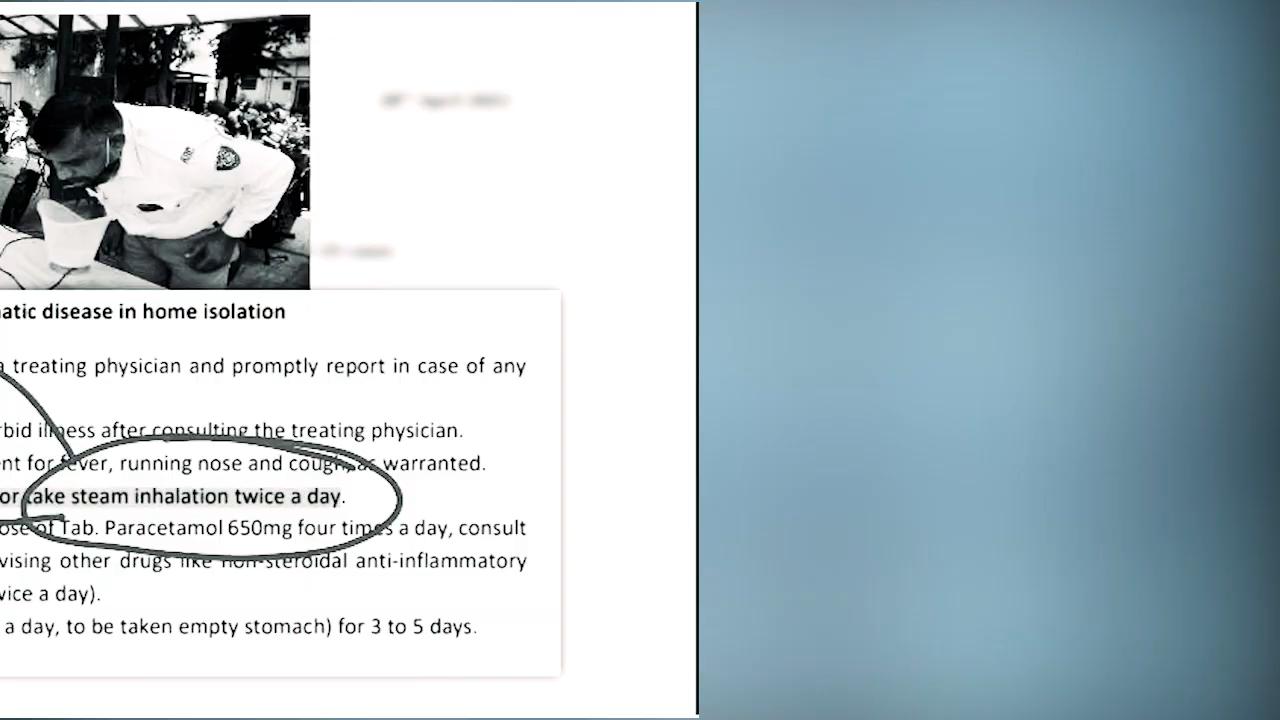 April 2021
atic disease in home isolation
a treating physician and promptly report in case of any
rbid illness after consulting the treating physician.
ent for fever, running nose and cough, as warranted.
or take steam inhalation twice a day.
ose of Tab. Paracetamol 650mg four times a day, consult
vising other drugs like non-steroidal anti-inflammatory
wice a day).
a day, to be taken empty stomach) for 3 to 5 days.